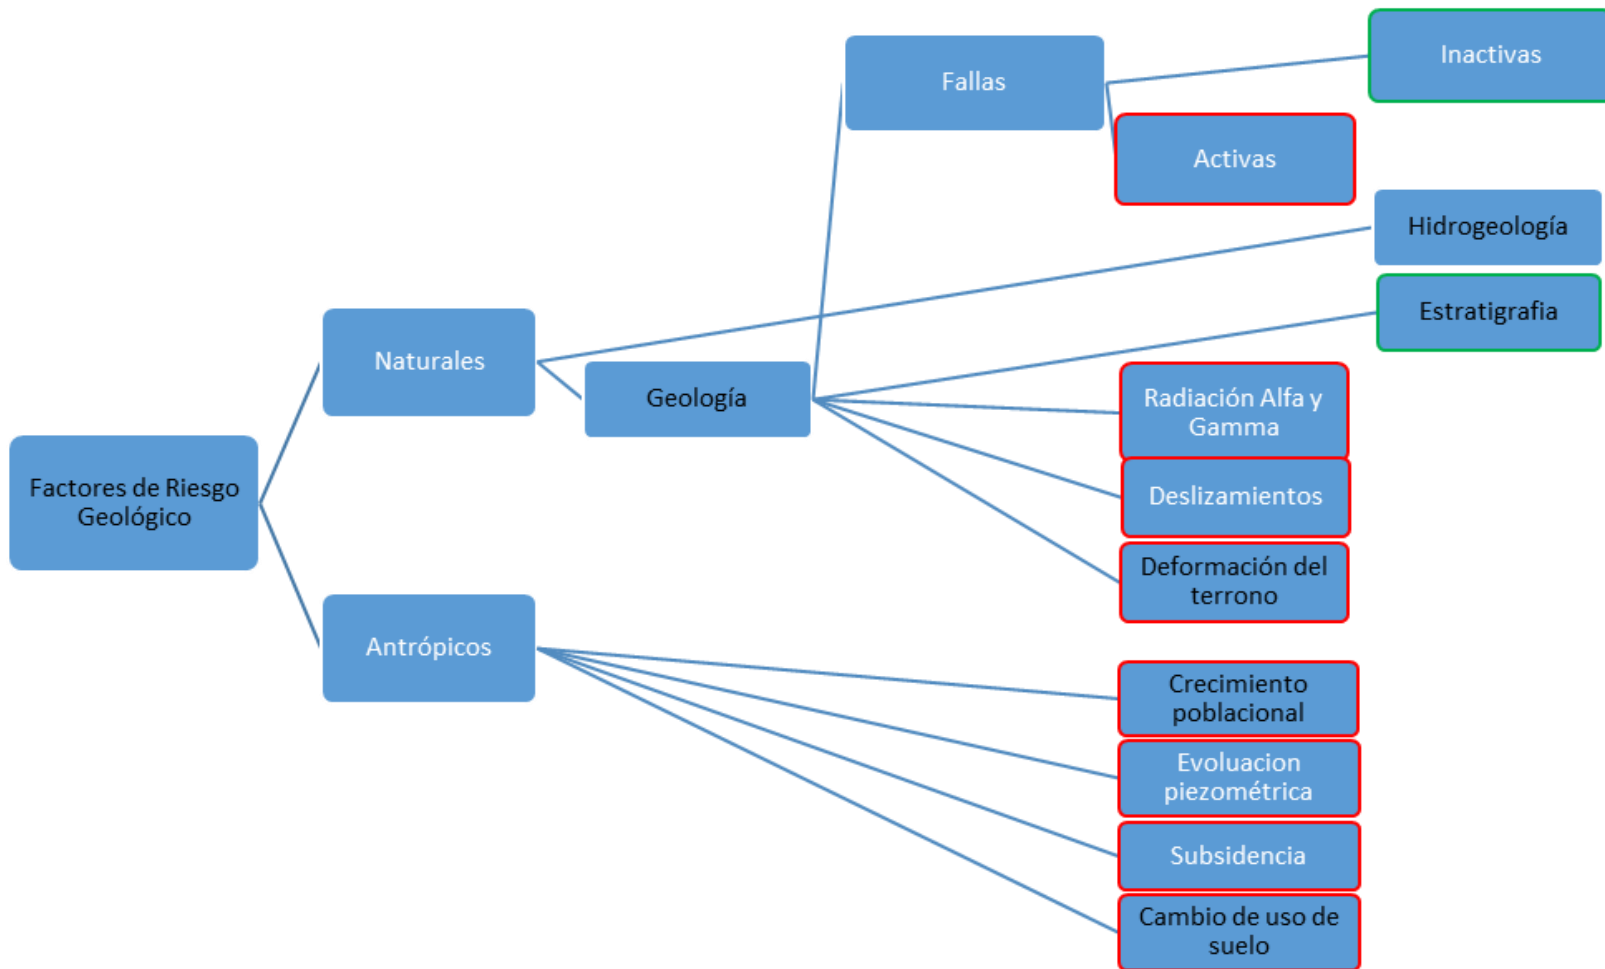 Inactivas
Fallas
Activas
Hidrogeología
Estratigrafia
Naturales
Geología
Radiación Alfa y
Gamma
Deslizamientos
Factores de Riesgo
Geológico
Deformación del
terrono
Antrópicos
Crecimiento
poblacional
Evoluacion
piezométrica
Subsidencia
Cambio de uso de
suelo